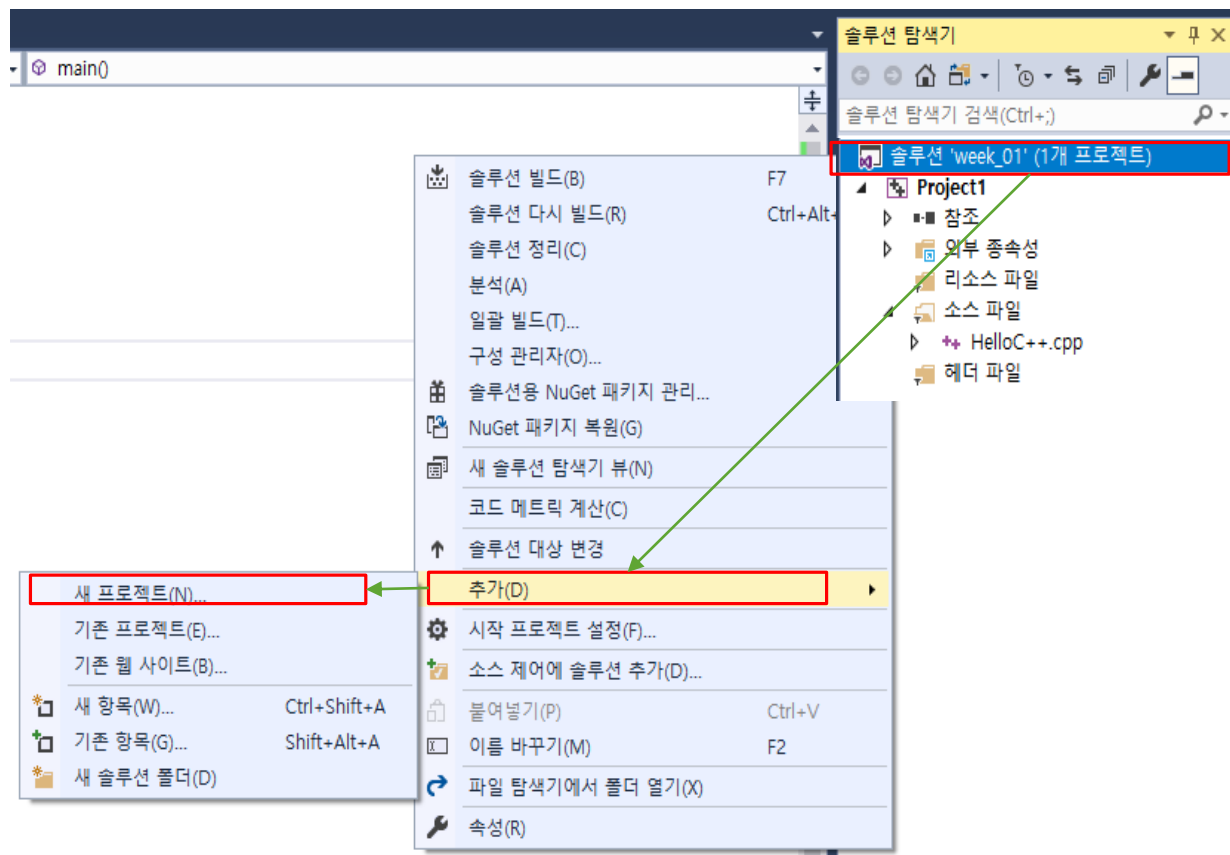 main()
솔루션 탐색기
솔루션 탐색기 검색(Ctrl+;)
솔루션 'week_01' (1개 프로젝트)
Project1
참조
외부 종속성
리소스 파일
소스 파일
HelloC++.cpp
헤더 파일
솔루션 빌드(B) F7
솔루션 다시 빌드(R) Ctrl+Alt+
솔루션 정리(C)
분석(A)
일괄 빌드(T)...
구성 관리자(O)...
솔루션용 NuGet 패키지 관리...
NuGet 패키지 복원(G)
새 솔루션 탐색기 뷰(N)
코드 메트릭 계산(C)
솔루션 대상 변경
추가(D)
시작 프로젝트 설정(F)...
소스 제어에 솔루션 추가(D)...
붙여넣기(P) Ctrl+V
이름 바꾸기(M) F2
파일 탐색기에서 폴더 열기(X)
속성(R)
새 프로젝트(N)...
기존 프로젝트(E)...
기존 웹 사이트(B)...
새 항목(W)... Ctrl+Shift+A
기존 항목(G)... Shift+Alt+A
새 솔루션 폴더(D)